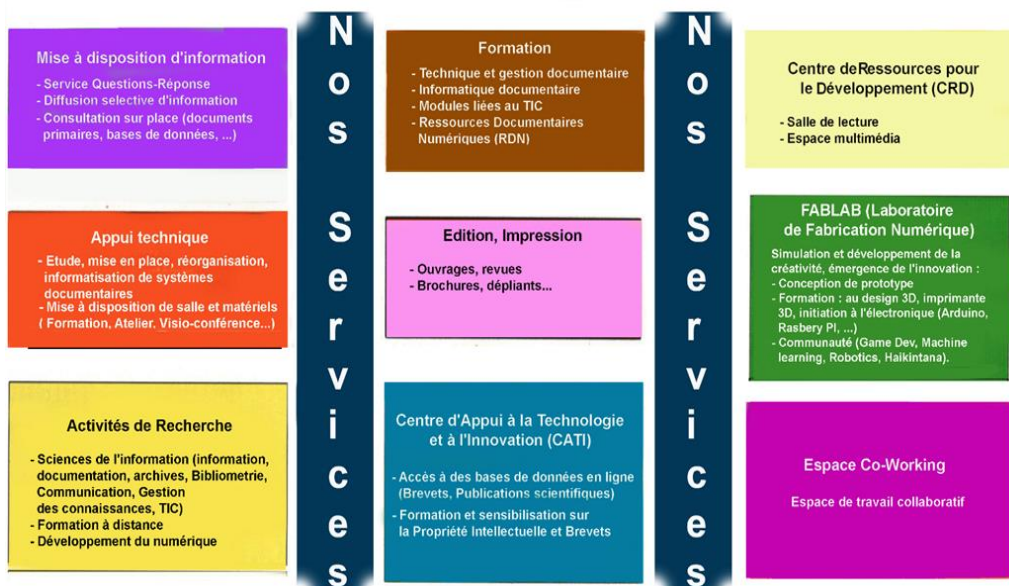 Mise à disposition d'information
- Service Questions-Réponse
- Diffusion selective d'information
- Consultation sur place (documents
primaires, bases de données, ...)
Appui technique
- Etude, mise en place, réorganisation,
informatisation de systèmes
documentaires
- Mise à disposition de salle et matériels
( Formation, Atelier. Visio-conférence...)
Activités de Recherche
- Sciences de l'information (information,
documentation, archives, Bibliometrie,
Communication, Gestion
des connaissances, TIC)
- Formation à distance
- Développement du numérique
Nos Services
Formation
- Technique et gestion documentaire
- Informatique documentaire
- Modules liées au TIC
- Ressources Documentaires
Numériques (RDN)
Edition, Impression
- Ouvrages, revues
- Brochures, dépliants...
Centre d'Appui à la Technologie
et à l'Innovation (CATI)
- Accès à des bases de données en ligne
(Brevets, Publications scientifiques)
- Formation et sensibilisation sur
la Propriété Intellectuelle et Brevets
Nos Services
Centre deRessources pour
le Développement (CRD)
- Salle de lecture
- Espace multimédia
FABLAB (Laboratoire
de Fabrication Numérique)
Simulation et développement de la
créativité, émergence de l'innovation :
- Conception de prototype
- Formation : au design 3D, imprimante
3D, initiation à l'électronique (Arduino,
Rasbery PI, ...)
- Communauté (Game Dev, Machine
learning, Robotics, Haikintana).
Espace Co-Working
Espace de travail collaboratif